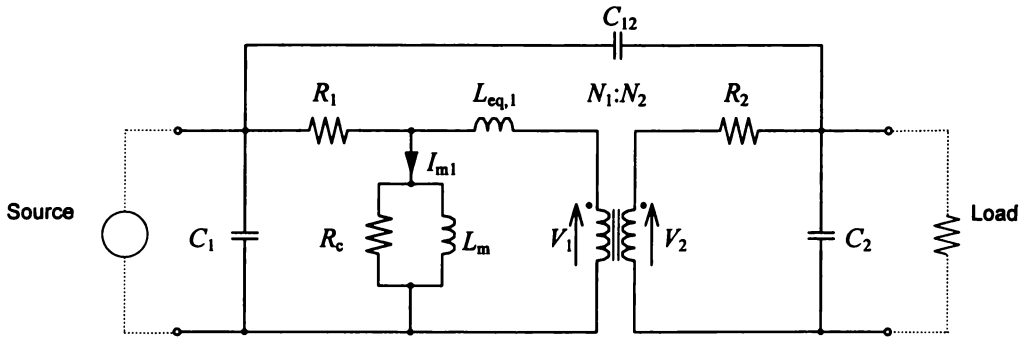 C12
R1
Leq,1
N1:N2
R2
Im1
Source
C1
Rc
Lm
V1
V2
C2
Load